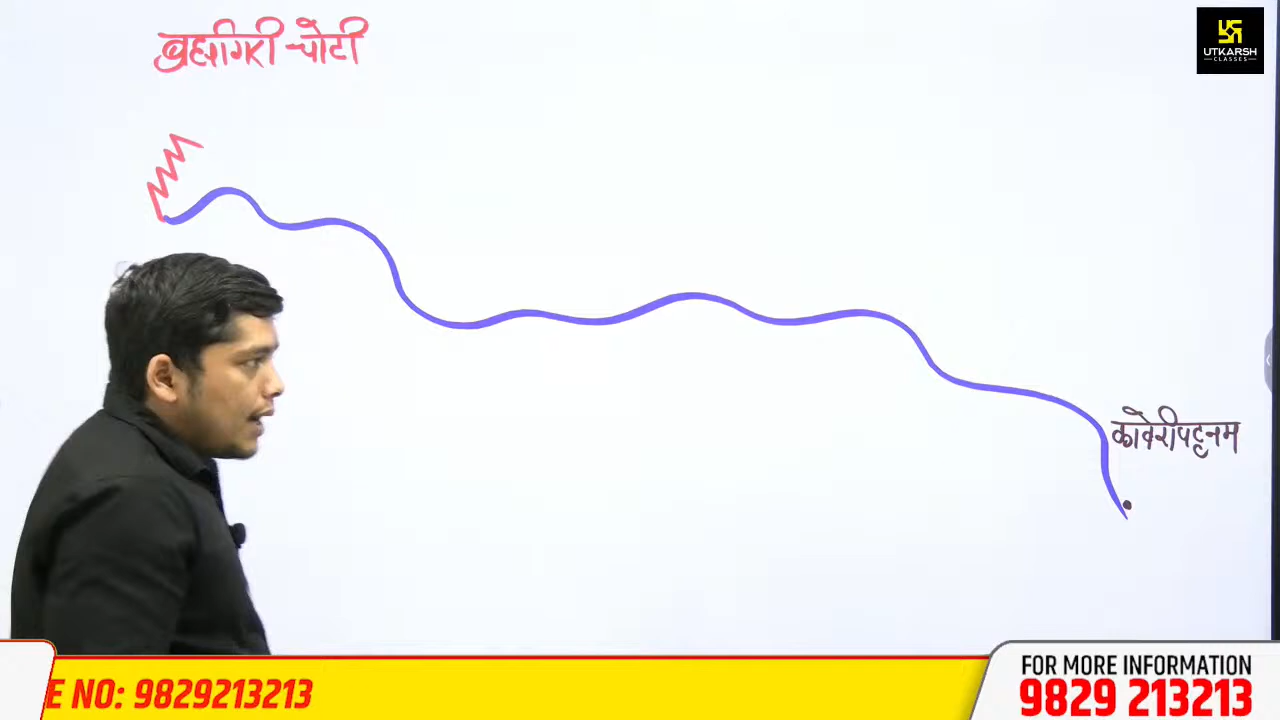 ब्रह्मगिरी चोटी
UTKARSH
CLASSES
कावेरीपट्टनम
E NO: 9829213213
FOR MORE INFORMATION
9829 213213